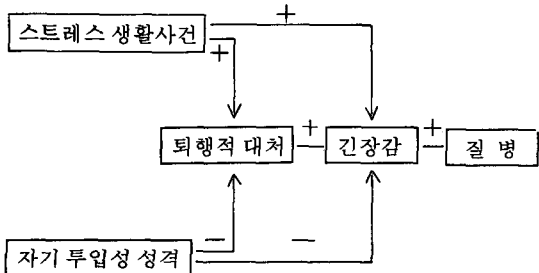 스트레스 생활사건
+
+
퇴행적 대처 + 긴장감 + 질 병
자기 투입성 성격
− −